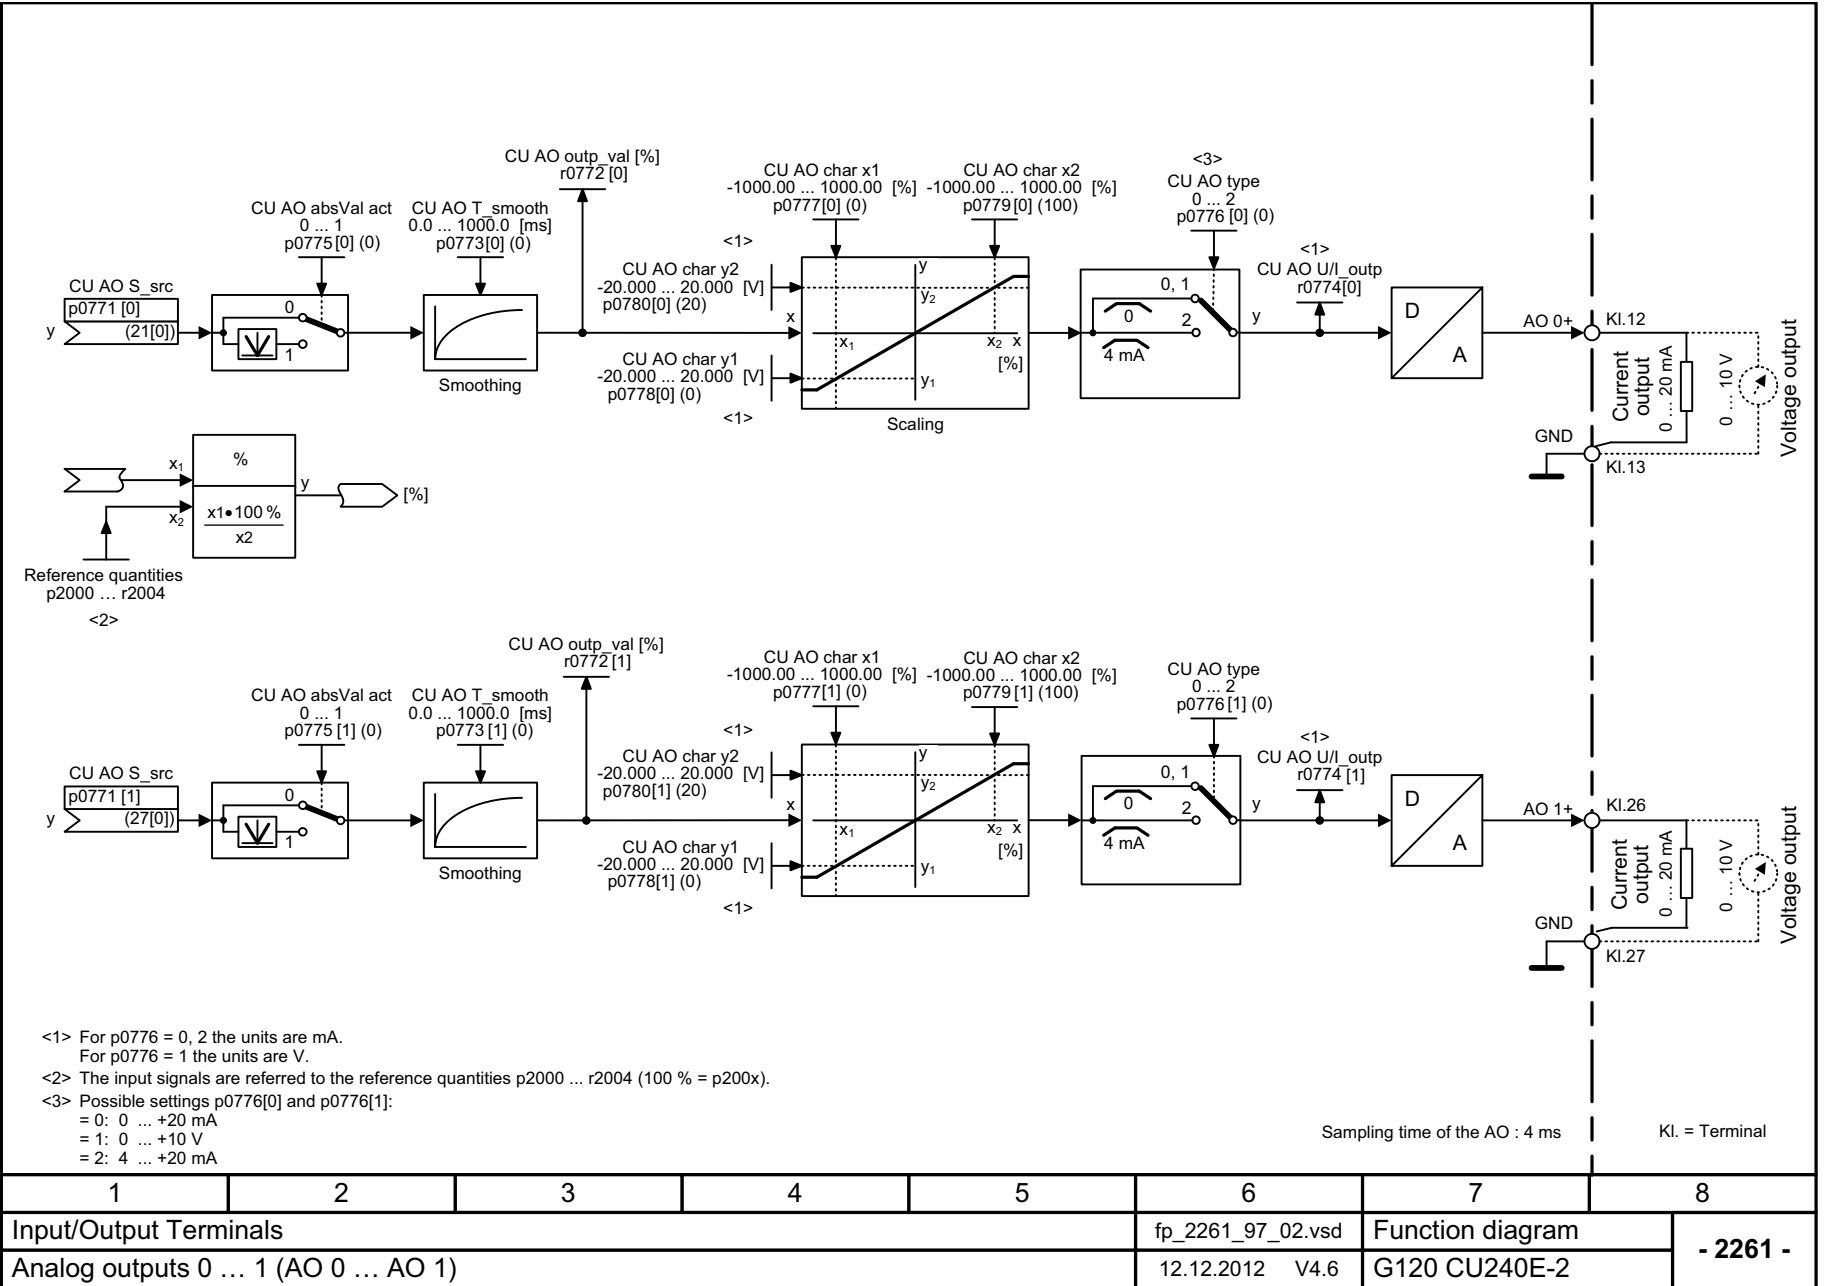 CU AO outp_val [%]
r0772 [0]
CU AO absVal act
0 ... 1
p0775 [0] (0)
CU AO T_smooth
0.0 ... 1000.0 [ms]
p0773[0] (0)
CU AO char x1
-1000.00 ... 1000.00 [%]
p0777[0] (0)
CU AO char x2
-1000.00 ... 1000.00 [%]
p0779[0] (100)
<3>
CU AO type
0 ... 2
p0776 [0] (0)
<1>
CU AO U/I_outp
r0774[0]
<1>
CU AO char y2
-20.000 ... 20.000 [V]
p0780[0] (20)
CU AO S_src
p0771 [0]
y
(21[0])
0
1
Smoothing
x
CU AO char y1
-20.000 ... 20.000 [V]
p0778[0] (0)
<1>
y
y2
x1
x2 x
[%]
y1
Scaling
0, 1
0
2
4 mA
y
D
A
AO 0+
Kl.12
Current output
0 ... 20 mA
0 ... 10 V
Voltage output
GND
Kl.13
x1
x2
%
x1•100 %
x2
y
[%]
Reference quantities
p2000 ... r2004
<2>
CU AO outp_val [%]
r0772 [1]
CU AO absVal act
0 ... 1
p0775 [1] (0)
CU AO T_smooth
0.0 ... 1000.0 [ms]
p0773 [1] (0)
CU AO char x1
-1000.00 ... 1000.00 [%]
p0777[1] (0)
CU AO char x2
-1000.00 ... 1000.00 [%]
p0779 [1] (100)
CU AO type
0 ... 2
p0776 [1] (0)
<1>
CU AO U/I_outp
r0774 [1]
<1>
CU AO char y2
-20.000 ... 20.000 [V]
p0780[1] (20)
CU AO S_src
p0771 [1]
y
(27[0])
0
1
Smoothing
x
CU AO char y1
-20.000 ... 20.000 [V]
p0778[1] (0)
<1>
y
y2
x1
x2 x
[%]
y1
0, 1
0
2
4 mA
y
D
A
AO 1+
Kl.26
Current output
0 ... 20 mA
0 ... 10 V
Voltage output
GND
Kl.27
<1> For p0776 = 0, 2 the units are mA.
For p0776 = 1 the units are V.
<2> The input signals are referred to the reference quantities p2000 ... r2004 (100 % = p200x).
<3> Possible settings p0776[0] and p0776[1]:
= 0: 0 ... +20 mA
= 1: 0 ... +10 V
= 2: 4 ... +20 mA
Sampling time of the AO : 4 ms
Kl. = Terminal
1 2 3 4 5 6 7 8
Input/Output Terminals
fp_2261_97_02.vsd
Function diagram
- 2261 -
Analog outputs 0 ... 1 (AO 0 ... AO 1)
12.12.2012 V4.6
G120 CU240E-2